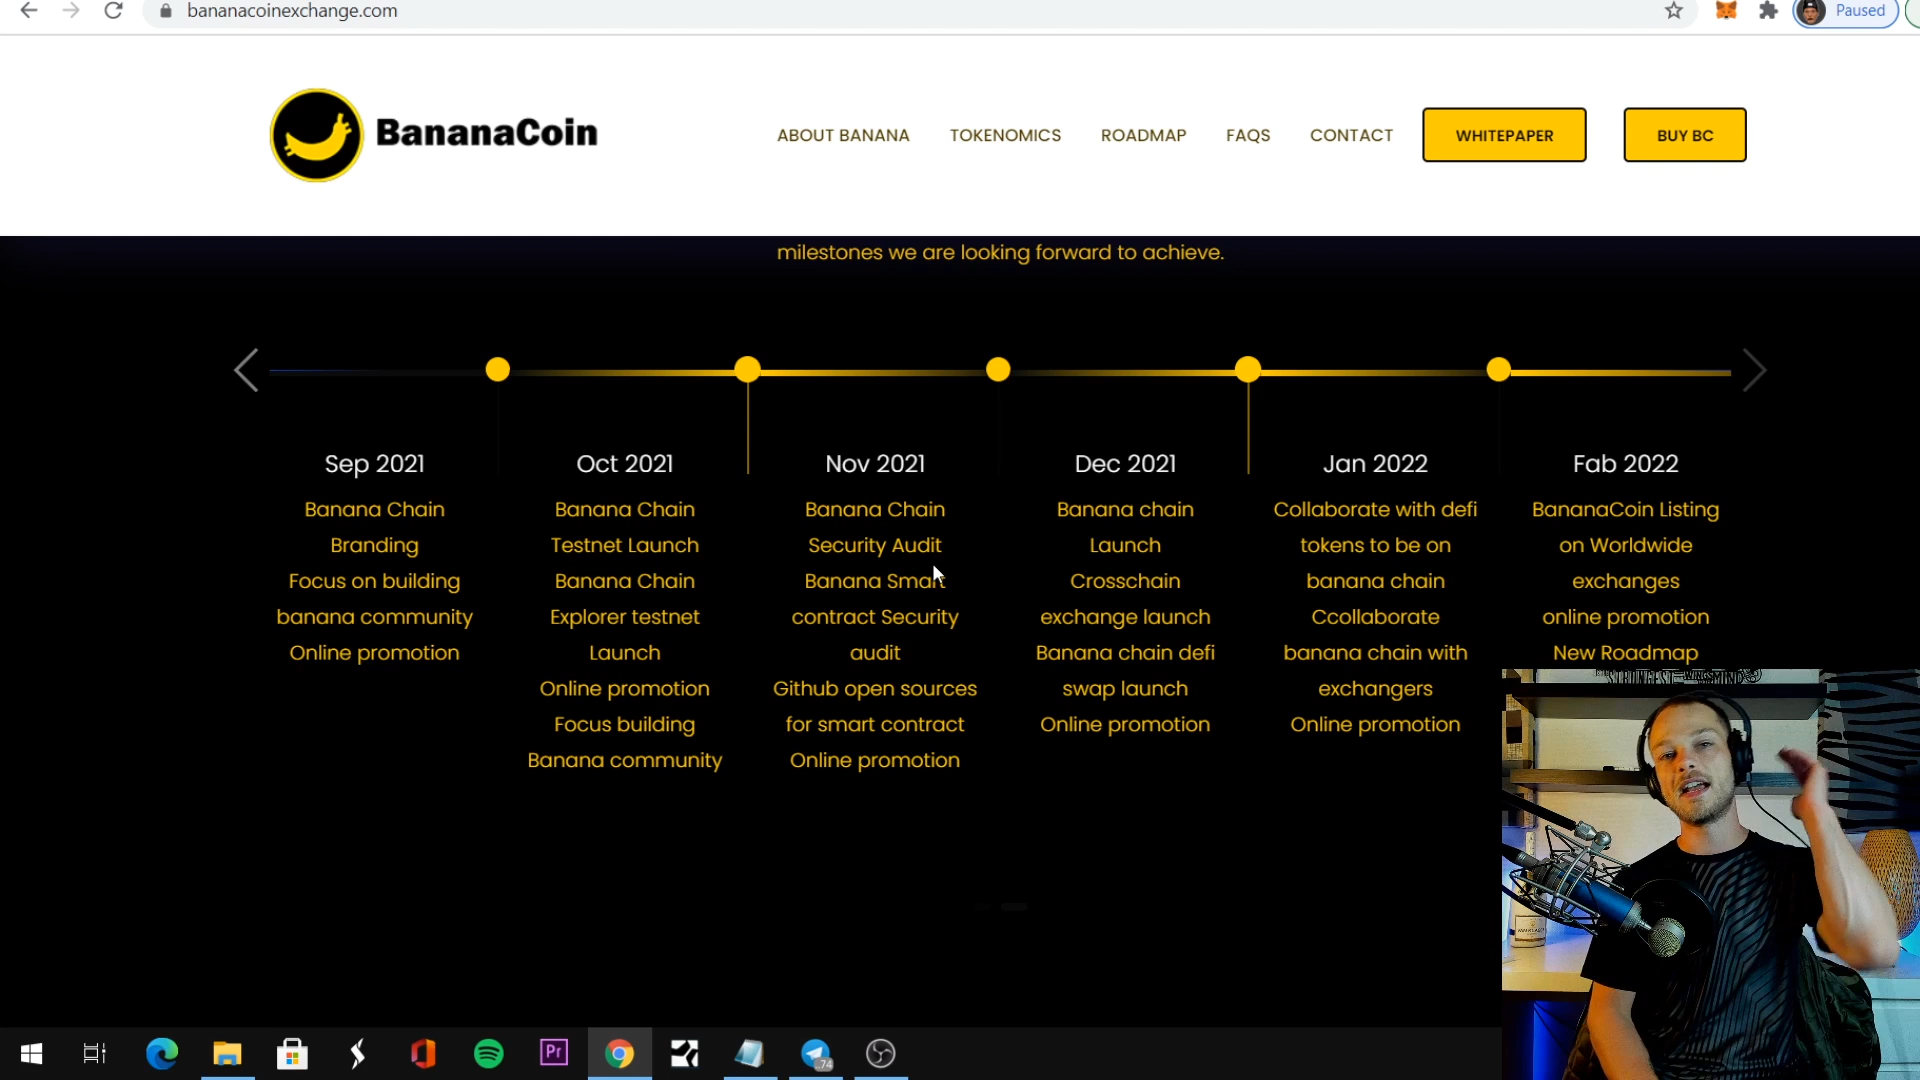 bananacoinexchange.com
Paused
BananaCoin
ABOUT BANANA
TOKENOMICS
ROADMAP
FAQS
CONTACT
WHITEPAPER
BUY BC
milestones we are looking forward to achieve.
Sep 2021
Banana Chain
Branding
Focus on building
banana community
Online promotion
Oct 2021
Banana Chain
Testnet Launch
Banana Chain
Explorer testnet
Launch
Online promotion
Focus building
Banana community
Nov 2021
Banana Chain
Security Audit
Banana Smart
contract Security
audit
Github open sources
for smart contract
Online promotion
Dec 2021
Banana chain
Launch
Crosschain
exchange launch
Banana chain defi
swap launch
Online promotion
Jan 2022
Collaborate with defi
tokens to be on
banana chain
Ccollaborate
banana chain with
exchangers
Online promotion
Fab 2022
BananaCoin Listing
on Worldwide
exchanges
online promotion
New Roadmap
Pr
74